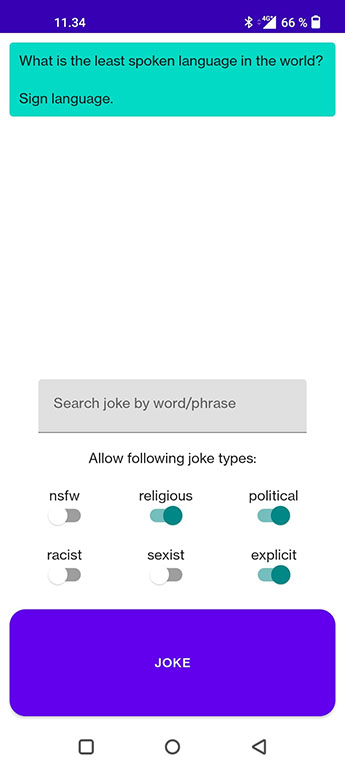 11.34 4G 66 %
What is the least spoken language in the world?
Sign language.
Search joke by word/phrase
Allow following joke types:
nsfw religious political
racist sexist explicit
JOKE